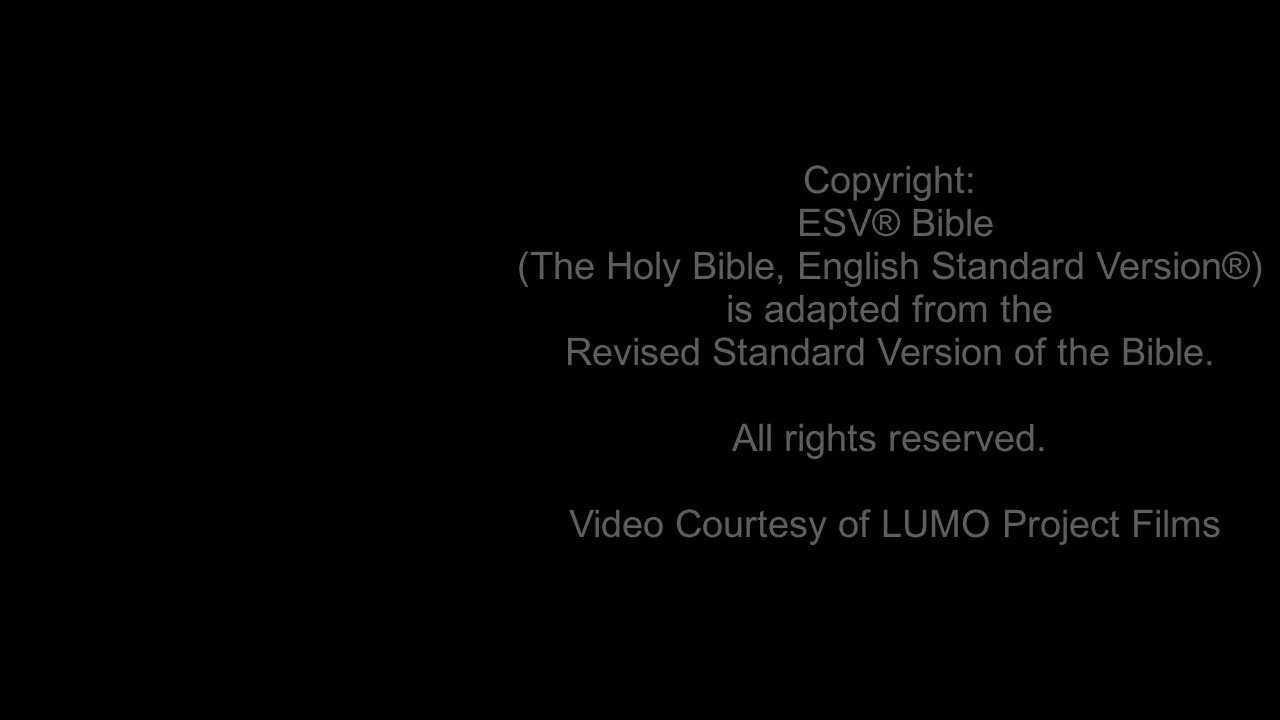 Copyright:
ESV® Bible
(The Holy Bible, English Standard Version®)
is adapted from the
Revised Standard Version of the Bible.
All rights reserved.
Video Courtesy of LUMO Project Films